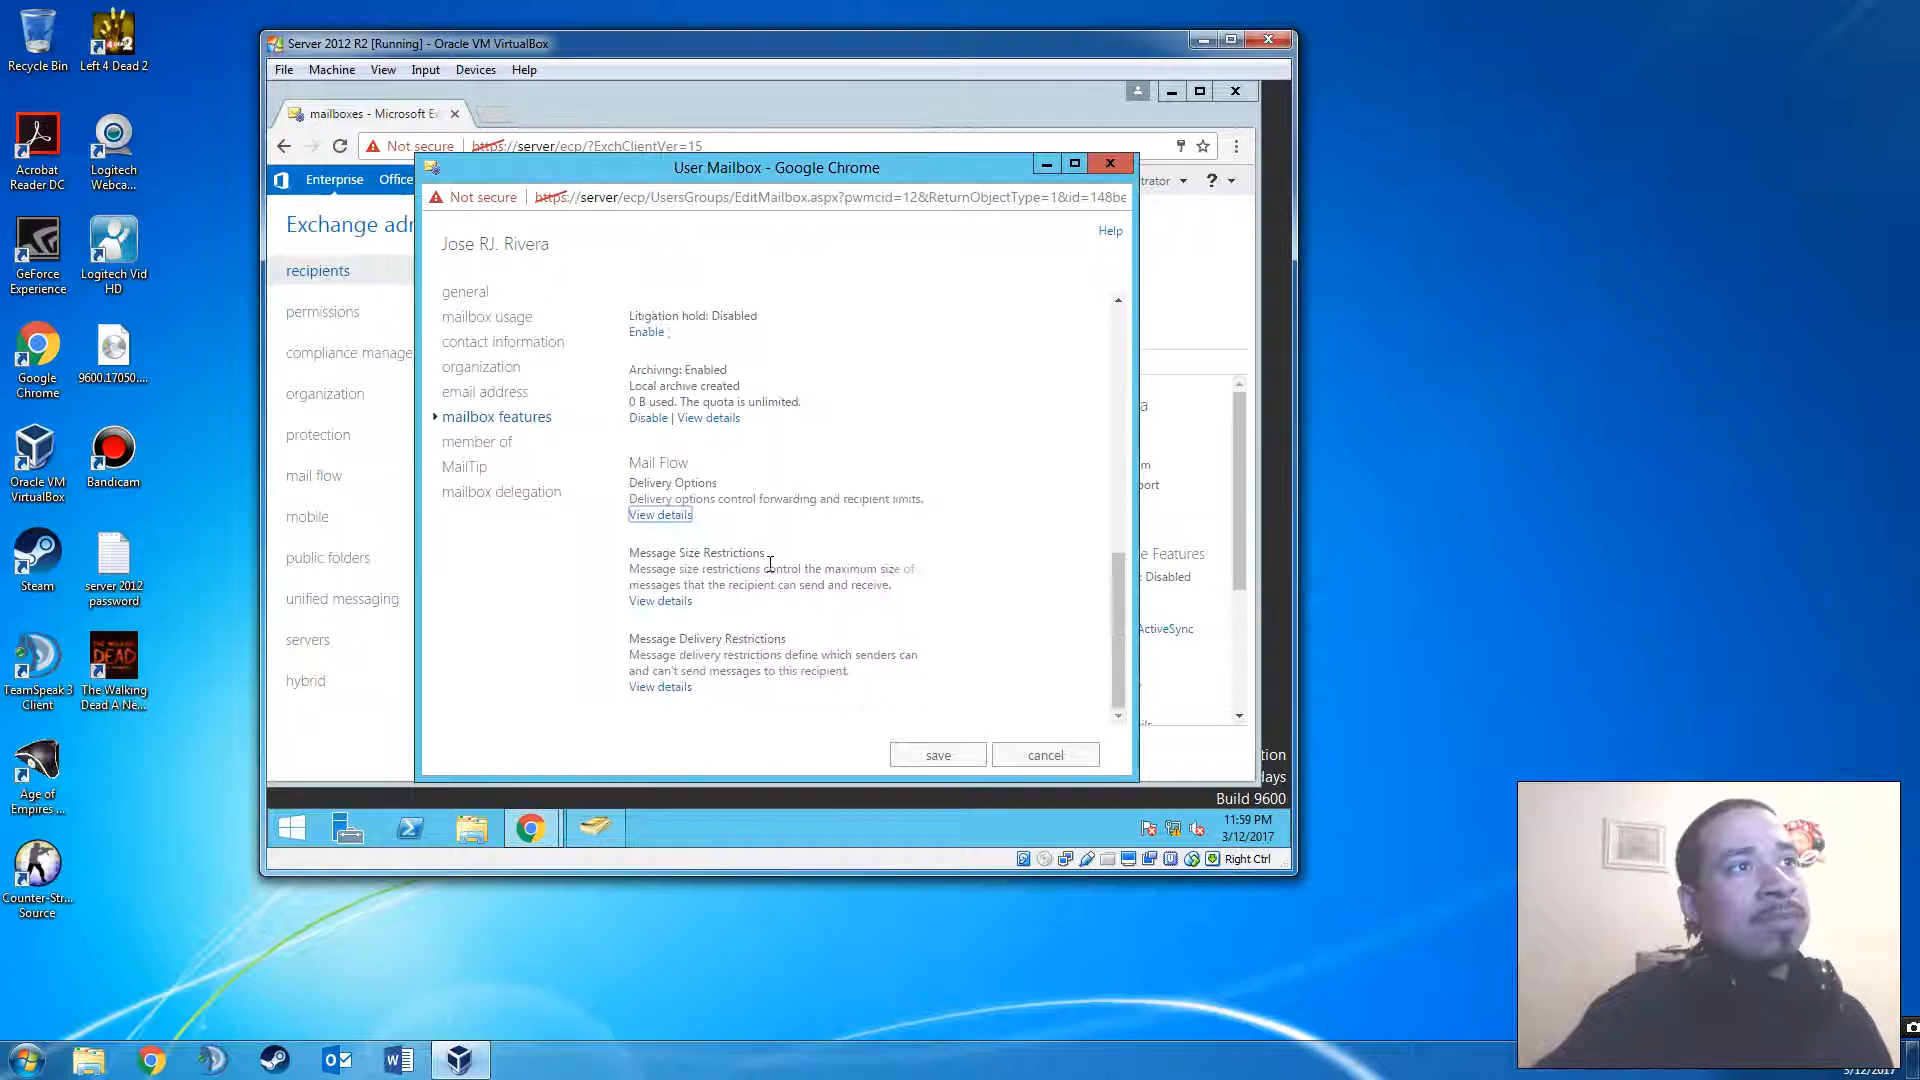 Recycle Bin
Left 4 Dead 2
Acrobat
Reader DC
Logitech
Webca...
GeForce
Experience
Logitech Vid
HD
Google
Chrome
9600.17050....
Oracle VM
VirtualBox
Bandicam
Steam
server 2012
password
TeamSpeak 3
Client
The Walking
Dead A Ne...
Age of
Empires ...
Counter-Str...
Source
Server 2012 R2 [Running] - Oracle VM VirtualBox
File Machine View Input Devices Help
mailboxes - Microsoft Ex
Not secure https://server/ecp/?ExchClientVer=15
Enterprise Office
trator ?
Exchange adr
recipients
permissions
compliance manage
organization
protection
mail flow
mobile
public folders
unified messaging
servers
hybrid
User Mailbox - Google Chrome
Not secure https://server/ecp/UsersGroups/EditMailbox.aspx?pwmcid=12&ReturnObjectType=1&id=148be
Help
Jose RJ. Rivera
general
mailbox usage
contact information
organization
email address
mailbox features
member of
MailTip
mailbox delegation
Litigation hold: Disabled
Enable
Archiving: Enabled
Local archive created
0 B used. The quota is unlimited.
Disable | View details
Mail Flow
Delivery Options
Delivery options control forwarding and recipient limits.
View details
Message Size Restrictions
Message size restrictions control the maximum size of
messages that the recipient can send and receive.
View details
Message Delivery Restrictions
Message delivery restrictions define which senders can
and can't send messages to this recipient.
View details
save cancel
a
m
port
e Features
: Disabled
ActiveSync
tion
days
Build 9600
11:59 PM
3/12/2017
Right Ctrl
3/12/2017